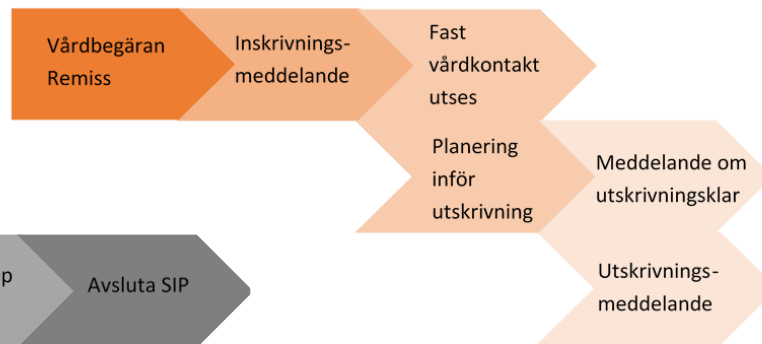 Vårdbegäran
Remiss
Inskrivnings-
meddelande
Fast
vårdkontakt
utses
Planering
inför
utskrivning
Meddelande om
utskrivningsklar
p
Avsluta SIP
Utskrivnings-
meddelande